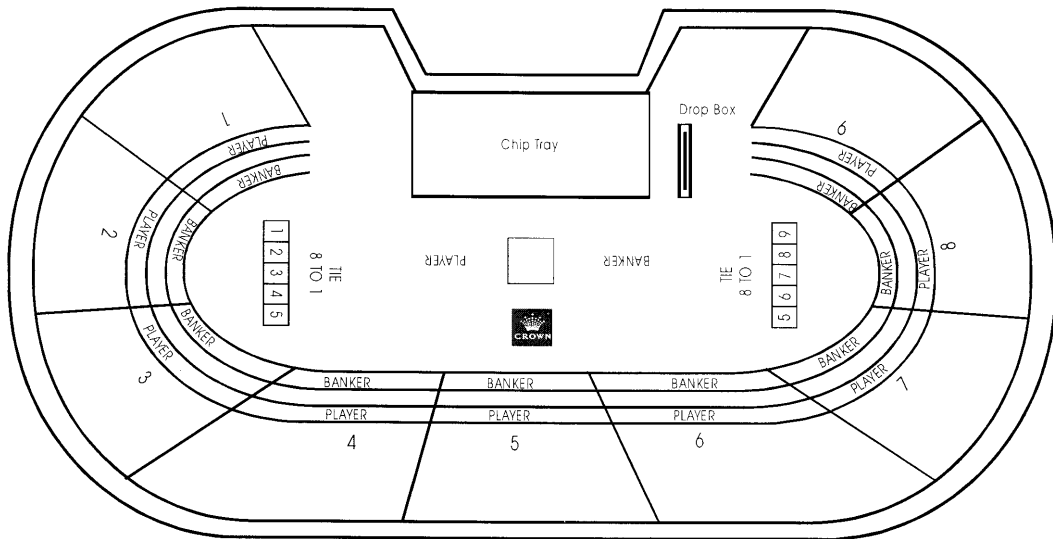 Drop Box
Chip Tray
1
PLAYER
BANKER
2
PLAYER
BANKER
3
PLAYER
BANKER
BANKER
PLAYER
4
BANKER
PLAYER
5
BANKER
PLAYER
6
BANKER
PLAYER
7
BANKER
PLAYER
8
BANKER
PLAYER
9
1
2
3
4
5
TIE
8 TO 1
PLAYER
BANKER
CROWN
TIE
8 TO 1
9
8
7
6
5